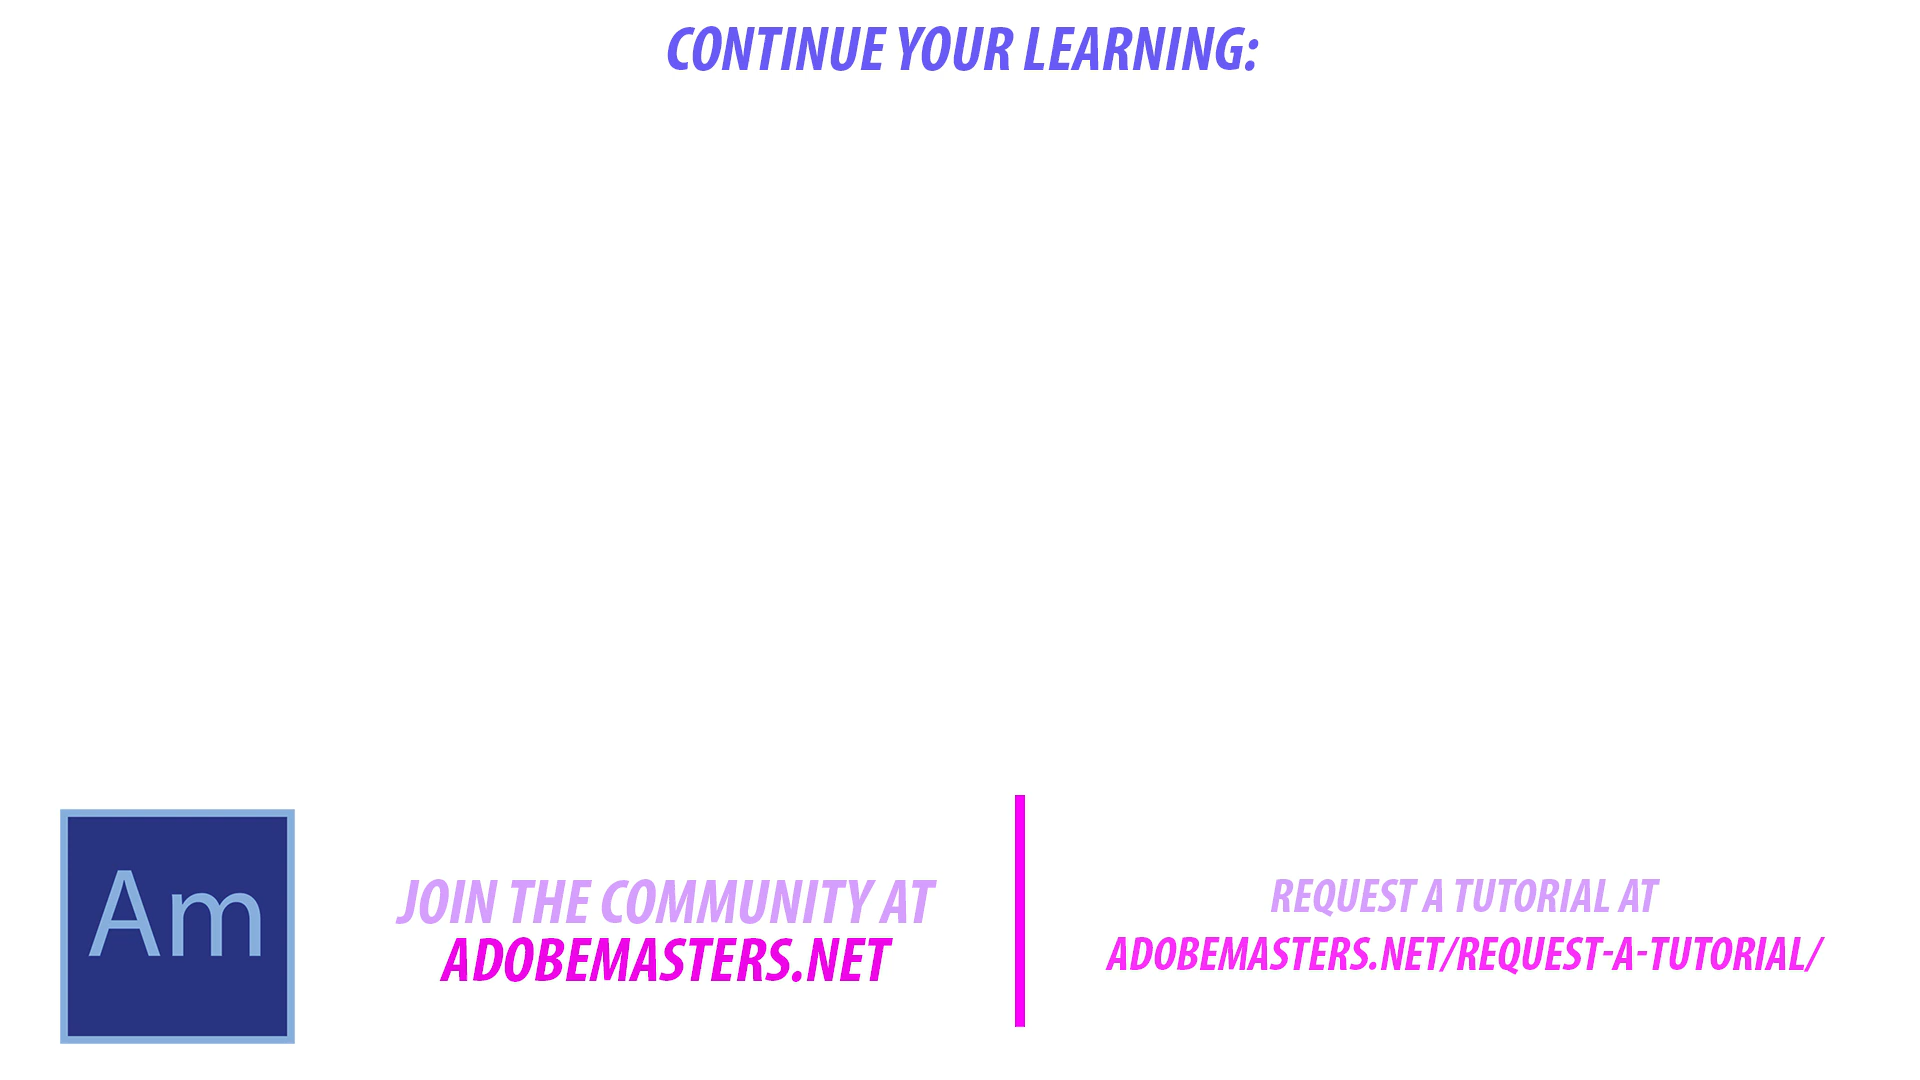 CONTINUE YOUR LEARNING:
Am
JOIN THE COMMUNITY AT
ADOBEMASTERS.NET
REQUEST A TUTORIAL AT
ADOBEMASTERS.NET/REQUEST-A-TUTORIAL/